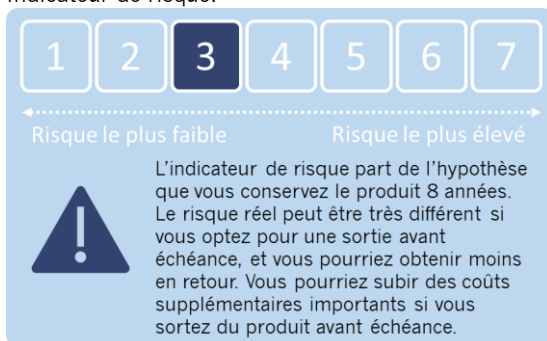 Indicateur de risque.
1 2 3 4 5 6 7
Risque le plus faible Risque le plus élevé
L'indicateur de risque part de l'hypothèse
que vous conservez le produit 8 années.
Le risque réel peut être très différent si
vous optez pour une sortie avant
échéance, et vous pourriez obtenir moins
en retour. Vous pourriez subir des coûts
supplémentaires importants si vous
sortez du produit avant échéance.